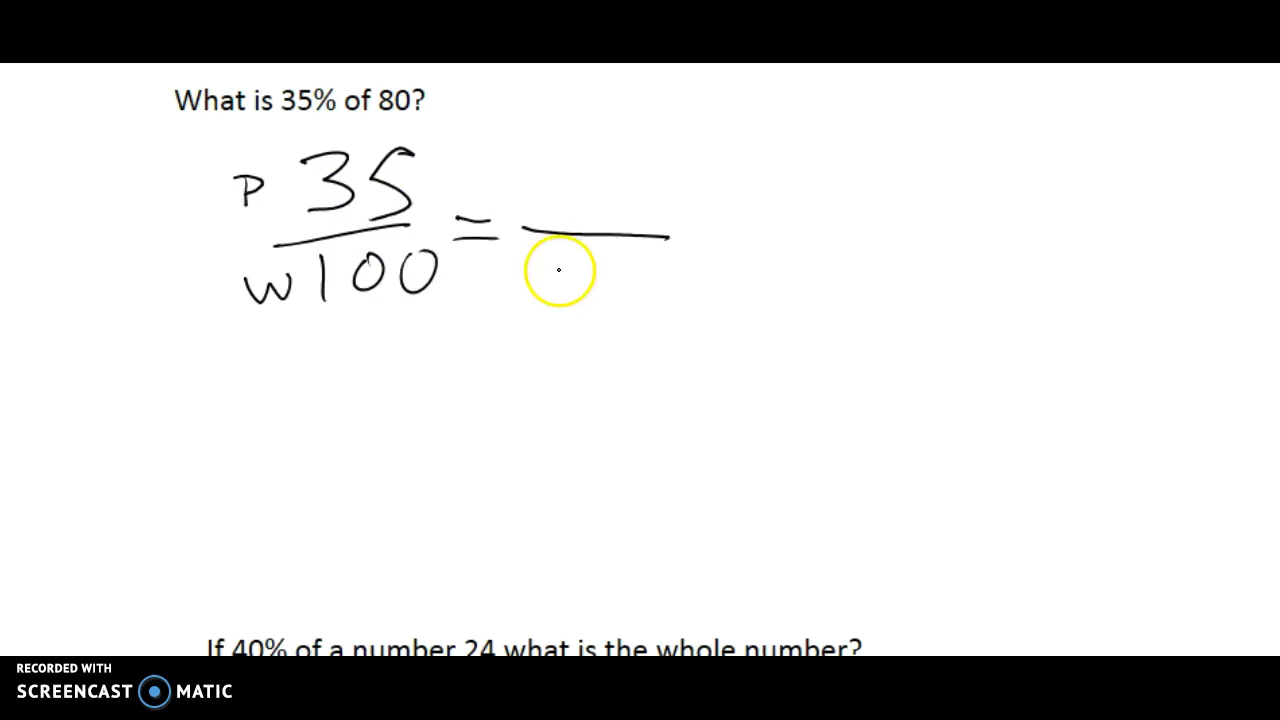 What is 35% of 80?
P 35
=
W 100
If 40% of a number 24 what is the whole number?
RECORDED WITH
SCREENCAST MATIC